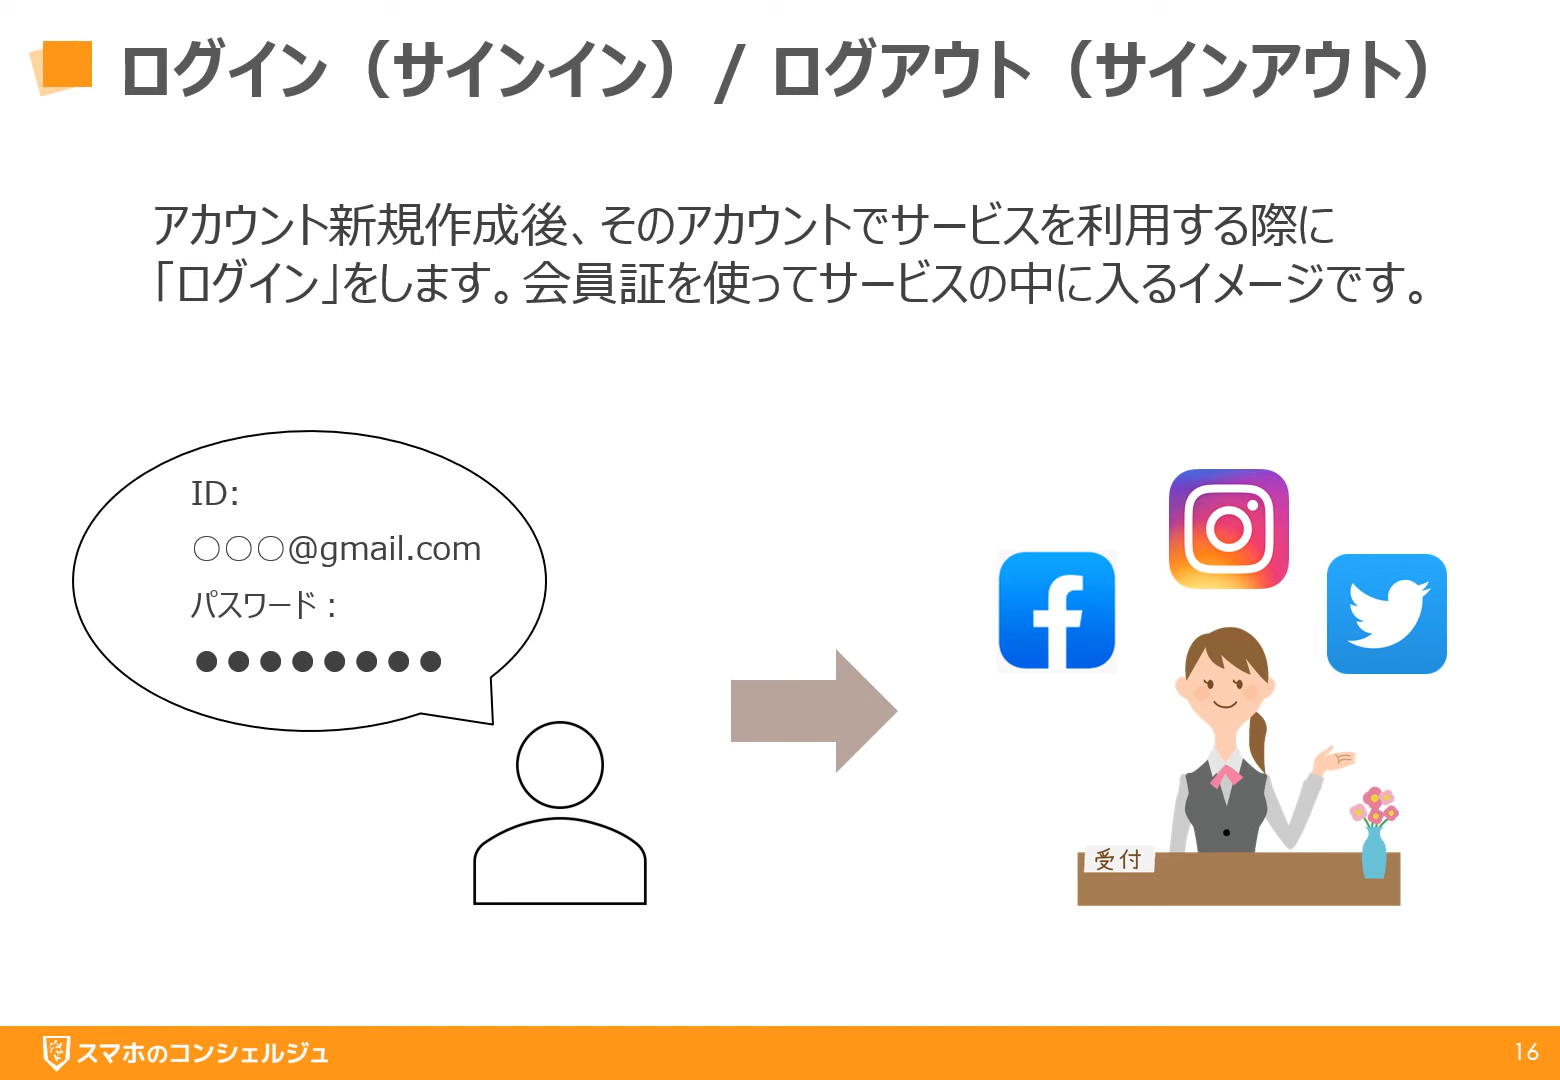 ログイン（サインイン）/ ログアウト（サインアウト）
アカウント新規作成後、そのアカウントでサービスを利用する際に
「ログイン」をします。会員証を使ってサービスの中に入るイメージです。
ID:
○○○@gmail.com
パスワード：
●●●●●●●●
受付
スマホのコンシェルジュ
16